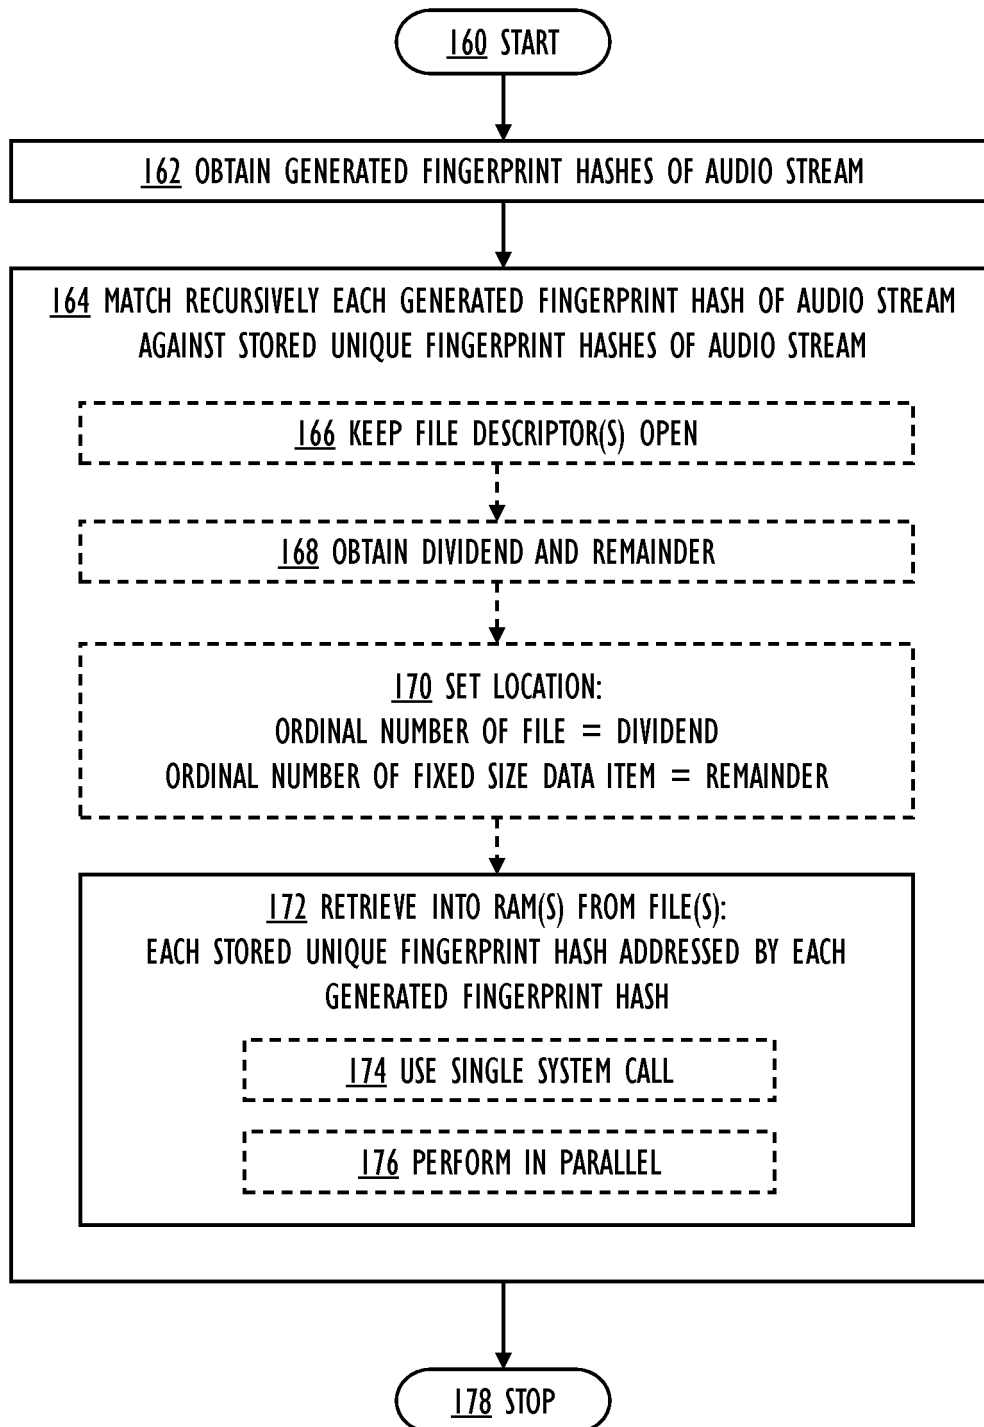 160 START
162 OBTAIN GENERATED FINGERPRINT HASHES OF AUDIO STREAM
164 MATCH RECURSIVELY EACH GENERATED FINGERPRINT HASH OF AUDIO STREAM
AGAINST STORED UNIQUE FINGERPRINT HASHES OF AUDIO STREAM
166 KEEP FILE DESCRIPTOR(S) OPEN
168 OBTAIN DIVIDEND AND REMAINDER
170 SET LOCATION:
ORDINAL NUMBER OF FILE = DIVIDEND
ORDINAL NUMBER OF FIXED SIZE DATA ITEM = REMAINDER
172 RETRIEVE INTO RAM(S) FROM FILE(S):
EACH STORED UNIQUE FINGERPRINT HASH ADDRESSED BY EACH
GENERATED FINGERPRINT HASH
174 USE SINGLE SYSTEM CALL
176 PERFORM IN PARALLEL
178 STOP